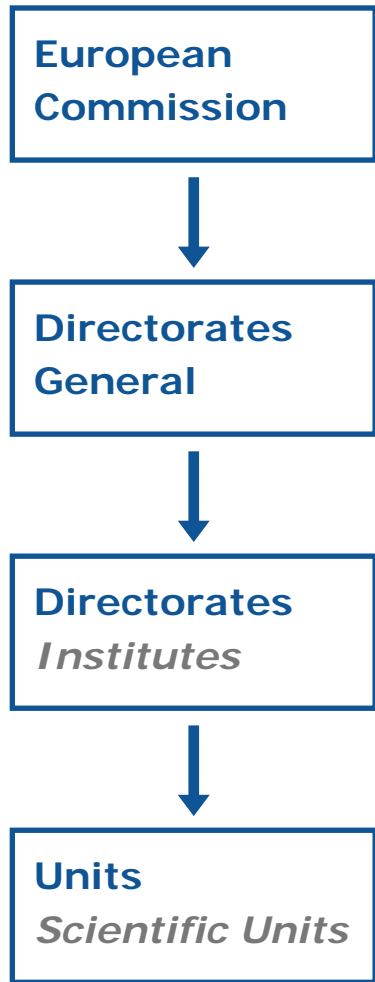 European
Commission
Directorates
General
Directorates
Institutes
Units
Scientific Units